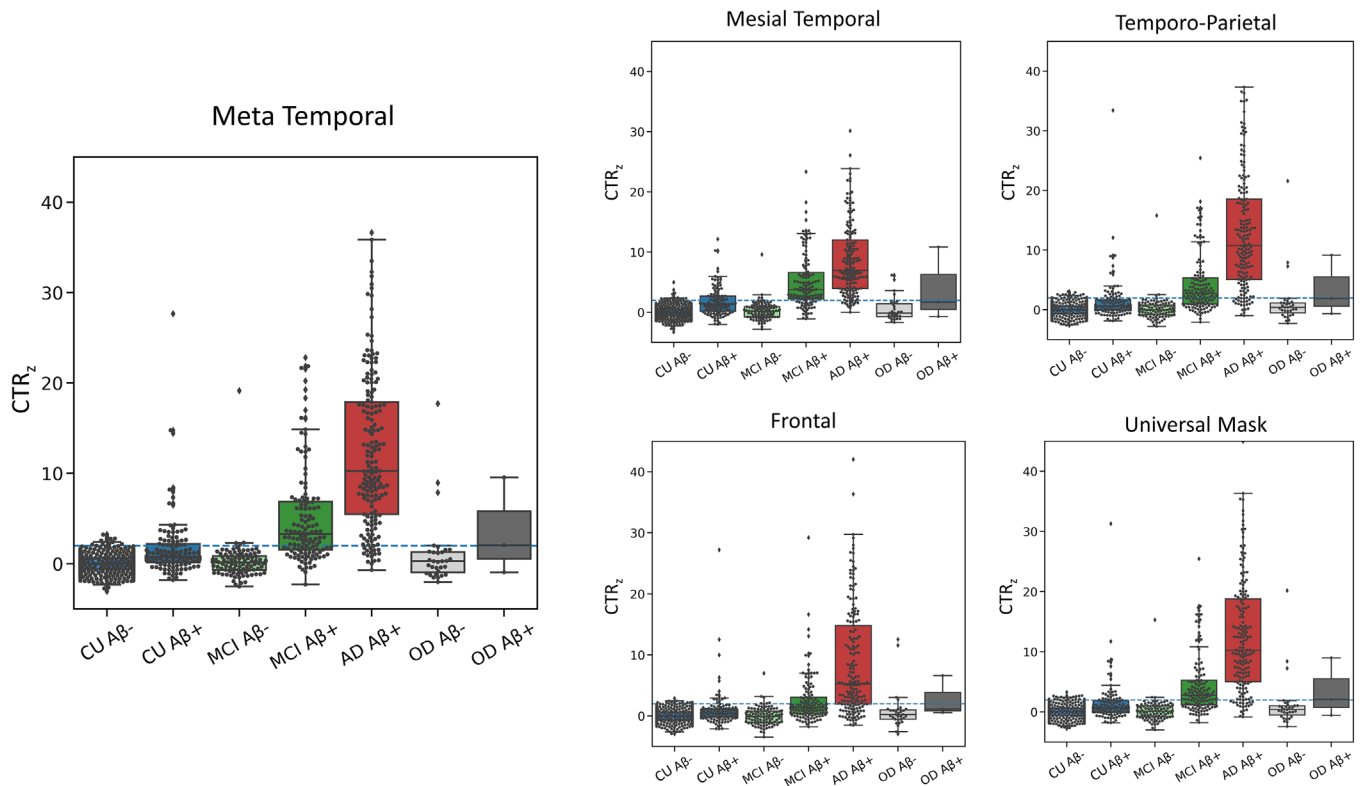 Meta Temporal
CTRz
40
30
20
10
0
CU Aβ-
CU Aβ+
MCI Aβ-
MCI Aβ+
AD Aβ+
OD Aβ-
OD Aβ+
Mesial Temporal
CTRz
40
30
20
10
0
CU Aβ-
CU Aβ+
MCI Aβ-
MCI Aβ+
AD Aβ+
OD Aβ-
OD Aβ+
Temporo-Parietal
CTRz
40
30
20
10
0
CU Aβ-
CU Aβ+
MCI Aβ-
MCI Aβ+
AD Aβ+
OD Aβ-
OD Aβ+
Frontal
CTRz
40
30
20
10
0
CU Aβ-
CU Aβ+
MCI Aβ-
MCI Aβ+
AD Aβ+
OD Aβ-
OD Aβ+
Universal Mask
CTRz
40
30
20
10
0
CU Aβ-
CU Aβ+
MCI Aβ-
MCI Aβ+
AD Aβ+
OD Aβ-
OD Aβ+